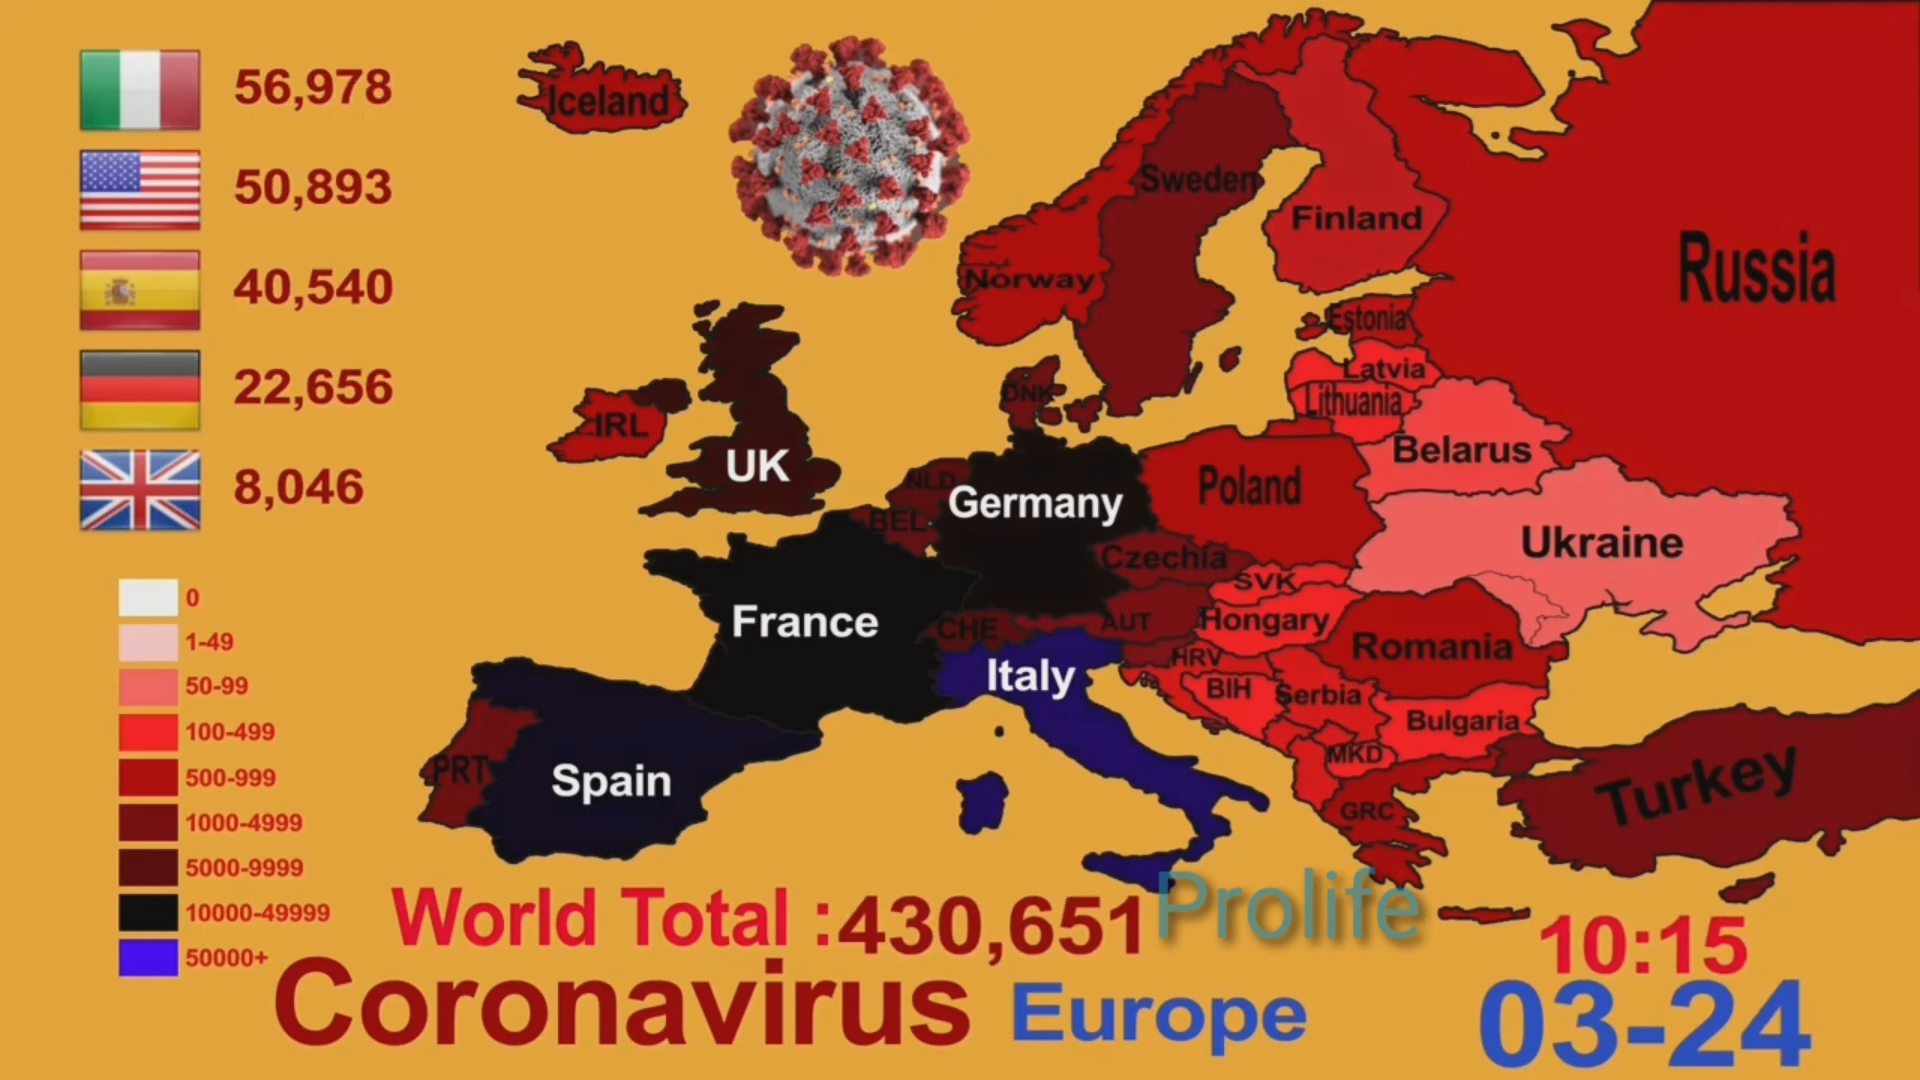 56,978
50,893
40,540
22,656
8,046
0
1-49
50-99
100-499
500-999
1000-4999
5000-9999
10000-49999
50000+
Iceland
Sweden
Finland
Norway
Russia
Estonia
Latvia
Lithuania
DNK
IRL
UK
Belarus
NLD
Germany
Poland
BEL
Ukraine
Czechia
SVK
France
CHE
AUT
Hungary
Romania
Italy
HRV
BIH
Serbia
Bulgaria
MKD
PRT
Spain
Turkey
GRC
World Total :430,651
Prolife
10:15
Coronavirus Europe
03-24